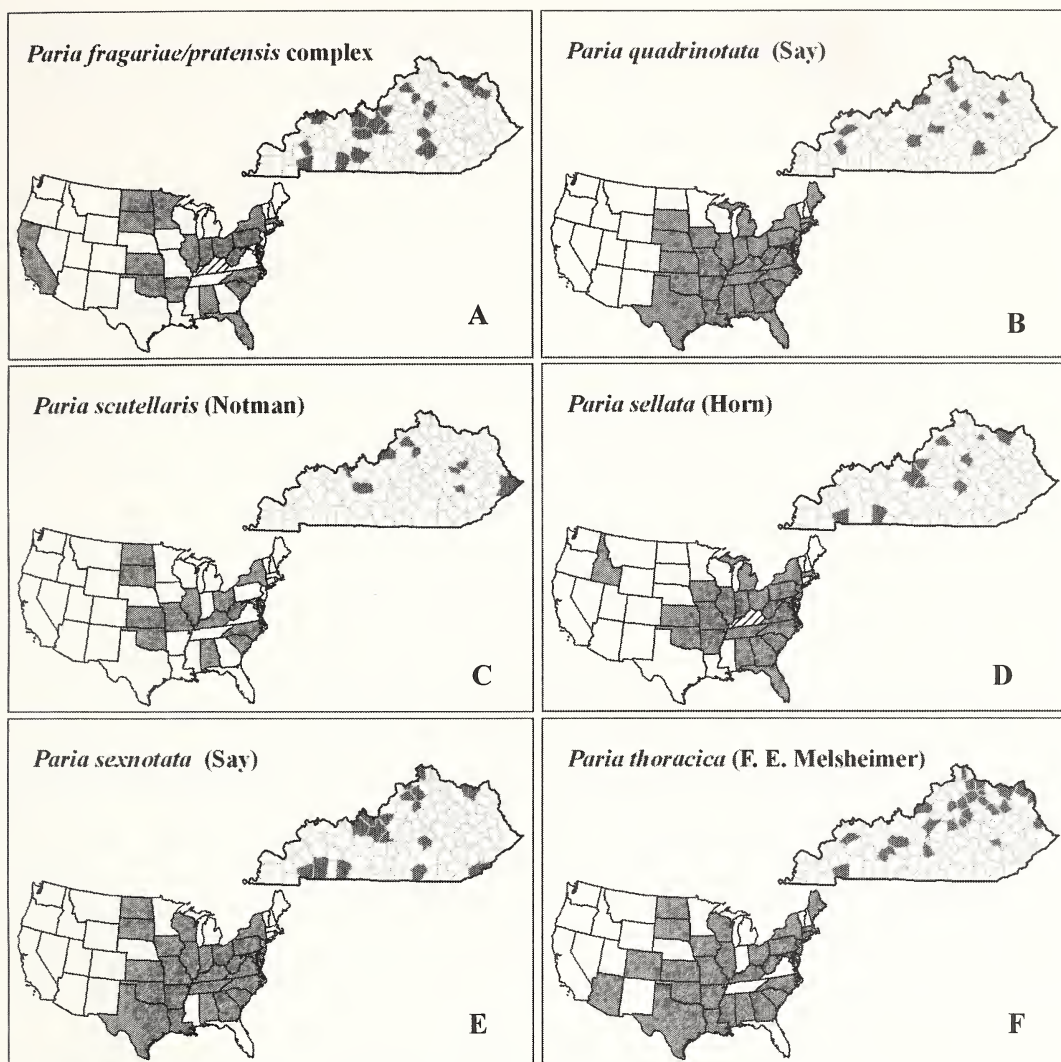 Paria fragariae/pratensis complex
A
Paria quadrinotata (Say)
B
Paria scutellaris (Notman)
C
Paria sellata (Horn)
D
Paria sexnotata (Say)
E
Paria thoracica (F. E. Melsheimer)
F